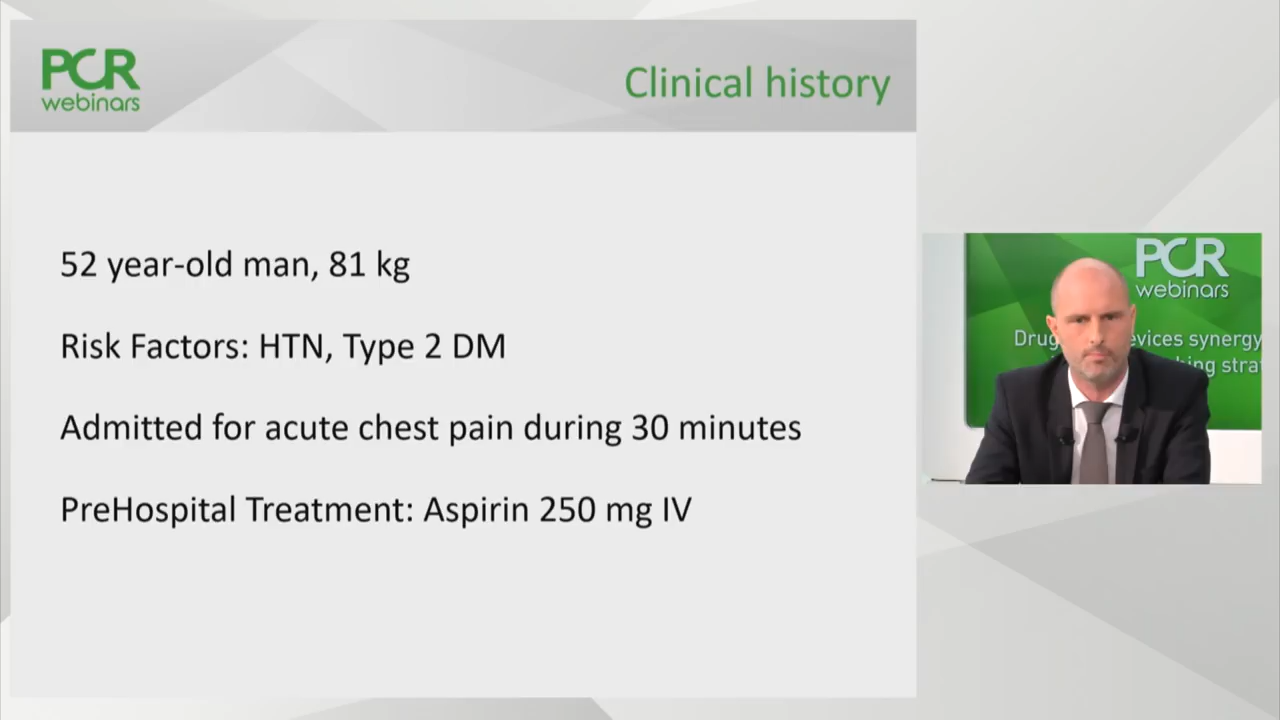 PCR
webinars
Clinical history
52 year-old man, 81 kg
Risk Factors: HTN, Type 2 DM
Admitted for acute chest pain during 30 minutes
PreHospital Treatment: Aspirin 250 mg IV
PCR
webinars
synergy